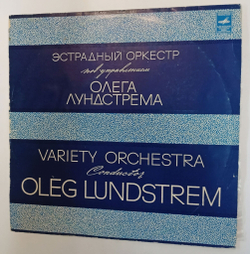 ЭСТРАДНЫЙ ОРКЕСТР
под управлением
ОЛЕГА
ЛУНДСТРЕМА
VARIETY ORCHESTRA
Conductor
OLEG LUNDSTREM